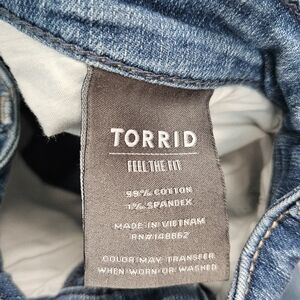 TORRID
FEEL THE FIT
99% COTTON
1% SPANDEX
MADE IN VIETNAM
RN#148862
COLOR MAY TRANSFER
WHEN WORN OR WASHED